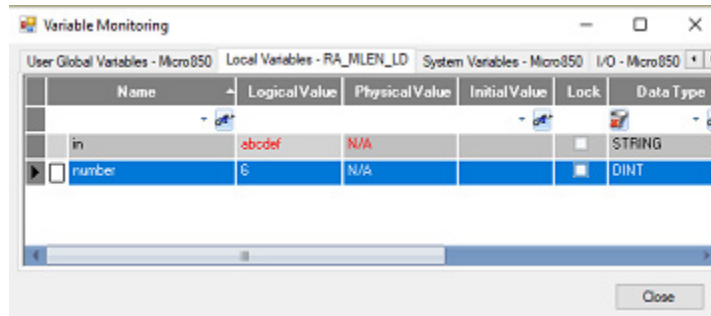 Variable Monitoring
User Global Variables - Micro850 Local Variables - RA_MLEN_LD System Variables - Micro850 I/O - Micro850
Name Logical Value Physical Value Initial Value Lock Data Type
in abcdef N/A STRING
number 6 N/A DINT
Close